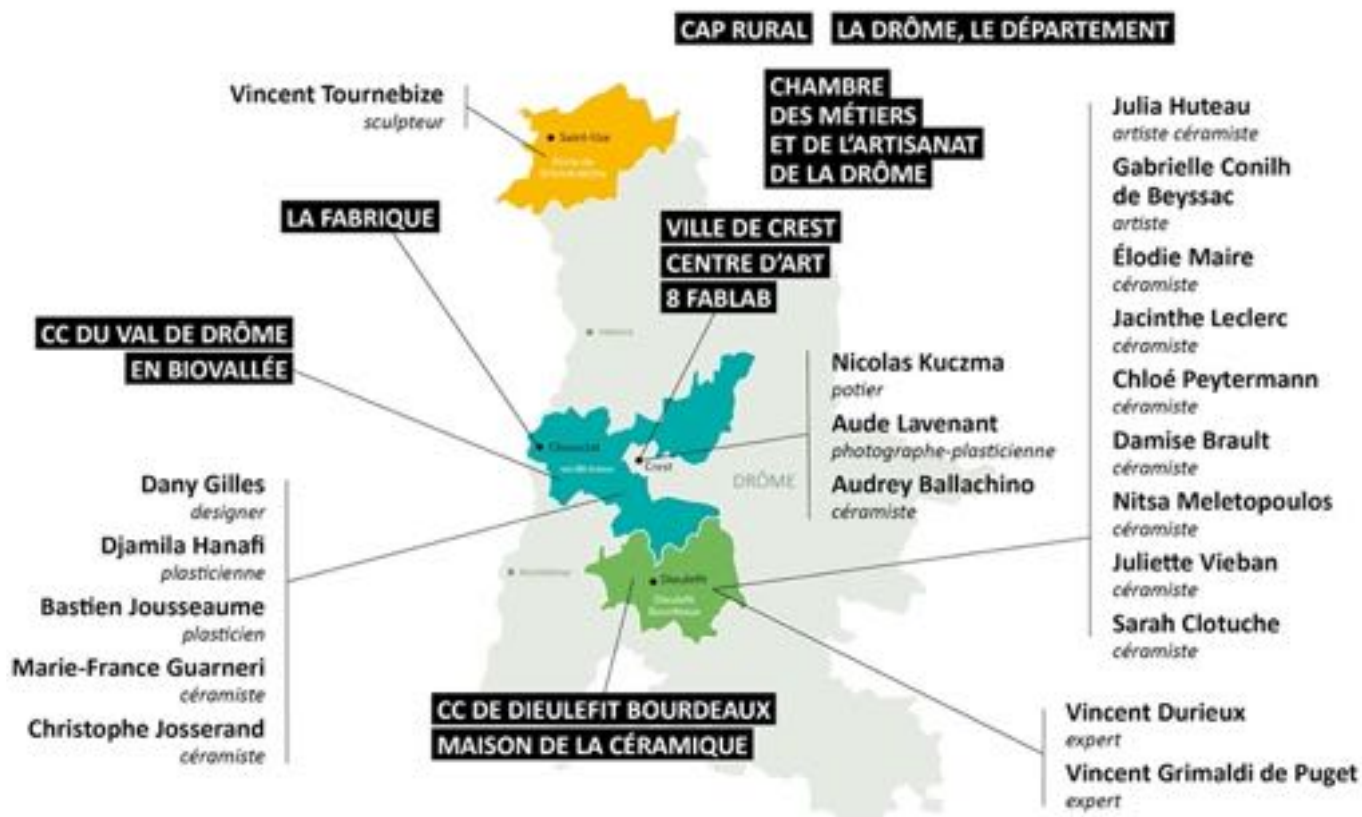 CAP RURAL
LA DRÔME, LE DÉPARTEMENT
CHAMBRE
DES MÉTIERS
ET DE L'ARTISANAT
DE LA DRÔME
Vincent Tournebize
sculpteur
Saint-Uze
LA FABRIQUE
VILLE DE CREST
CENTRE D'ART
8 FABLAB
CC DU VAL DE DRÔME
EN BIOVALLÉE
Crest
DRÔME
Nicolas Kuczma
potier
Aude Lavenant
photographe-plasticienne
Audrey Ballachino
céramiste
Julia Huteau
artiste céramiste
Gabrielle Conilh
de Beyssac
artiste
Élodie Maire
céramiste
Jacinthe Leclerc
céramiste
Chloé Peytermann
céramiste
Damise Brault
céramiste
Nitsa Meletopoulos
céramiste
Juliette Vieban
céramiste
Sarah Clotuche
céramiste
Dany Gilles
designer
Djamila Hanafi
plasticienne
Bastien Jousseaume
plasticien
Marie-France Guarneri
céramiste
Christophe Josserand
céramiste
Dieulefit
Dieulefit
Bourdeaux
CC DE DIEULEFIT BOURDEAUX
MAISON DE LA CÉRAMIQUE
Vincent Durieux
expert
Vincent Grimaldi de Puget
expert